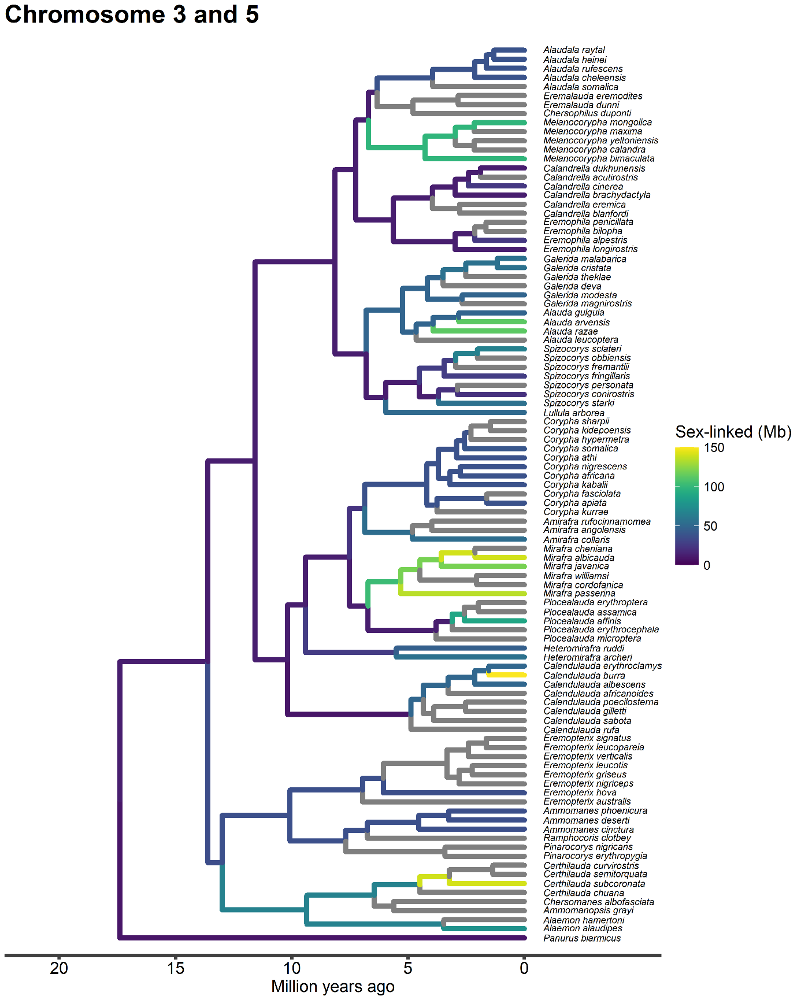 Chromosome 3 and 5
Alaudala raytal
Alaudala heinei
Alaudala rufescens
Alaudala cheleensis
Alaudala somalica
Eremalauda eremodites
Eremalauda dunni
Chersophilus duponti
Melanocorypha mongolica
Melanocorypha maxima
Melanocorypha yeltoniensis
Melanocorypha calandra
Melanocorypha bimaculata
Calandrella dukhunensis
Calandrella acutirostris
Calandrella cinerea
Calandrella brachydactyla
Calandrella eremica
Calandrella blanfordi
Eremophila penicillata
Eremophila bilopha
Eremophila alpestris
Eremophila longirostris
Galerida malabarica
Galerida cristata
Galerida theklae
Galerida deva
Galerida modesta
Galerida magnirostris
Alauda gulgula
Alauda arvensis
Alauda razae
Alauda leucoptera
Spizocorys sclateri
Spizocorys obbiensis
Spizocorys fremantlii
Spizocorys fringillaris
Spizocorys personata
Spizocorys conirostris
Spizocorys starki
Lullula arborea
Corypha sharpii
Corypha kidepoensis
Corypha hypermetra
Corypha somalica
Corypha athi
Corypha nigrescens
Corypha africana
Corypha kabalii
Corypha fasciolata
Corypha apiata
Corypha kurrae
Amirafra rufocinnamomea
Amirafra angolensis
Amirafra collaris
Mirafra cheniana
Mirafra albicauda
Mirafra javanica
Mirafra williamsi
Mirafra cordofanica
Mirafra passerina
Plocealauda erythroptera
Plocealauda assamica
Plocealauda affinis
Plocealauda erythrocephala
Plocealauda microptera
Heteromirafra ruddi
Heteromirafra archeri
Calendulauda erythroclamys
Calendulauda burra
Calendulauda albescens
Calendulauda africanoides
Calendulauda poecilosterna
Calendulauda gilletti
Calendulauda sabota
Calendulauda rufa
Eremopterix signatus
Eremopterix leucopareia
Eremopterix verticalis
Eremopterix leucotis
Eremopterix griseus
Eremopterix nigriceps
Eremopterix hova
Eremopterix australis
Ammomanes phoenicura
Ammomanes deserti
Ammomanes cinctura
Ramphocoris clotbey
Pinarocorys nigricans
Pinarocorys erythropygia
Certhilauda curvirostris
Certhilauda semitorquata
Certhilauda subcoronata
Certhilauda chuana
Chersomanes albofasciata
Ammomanopsis grayi
Alaemon hamertoni
Alaemon alaudipes
Panurus biarmicus
Sex-linked (Mb)
150
100
50
0
20 15 10 5 0
Million years ago